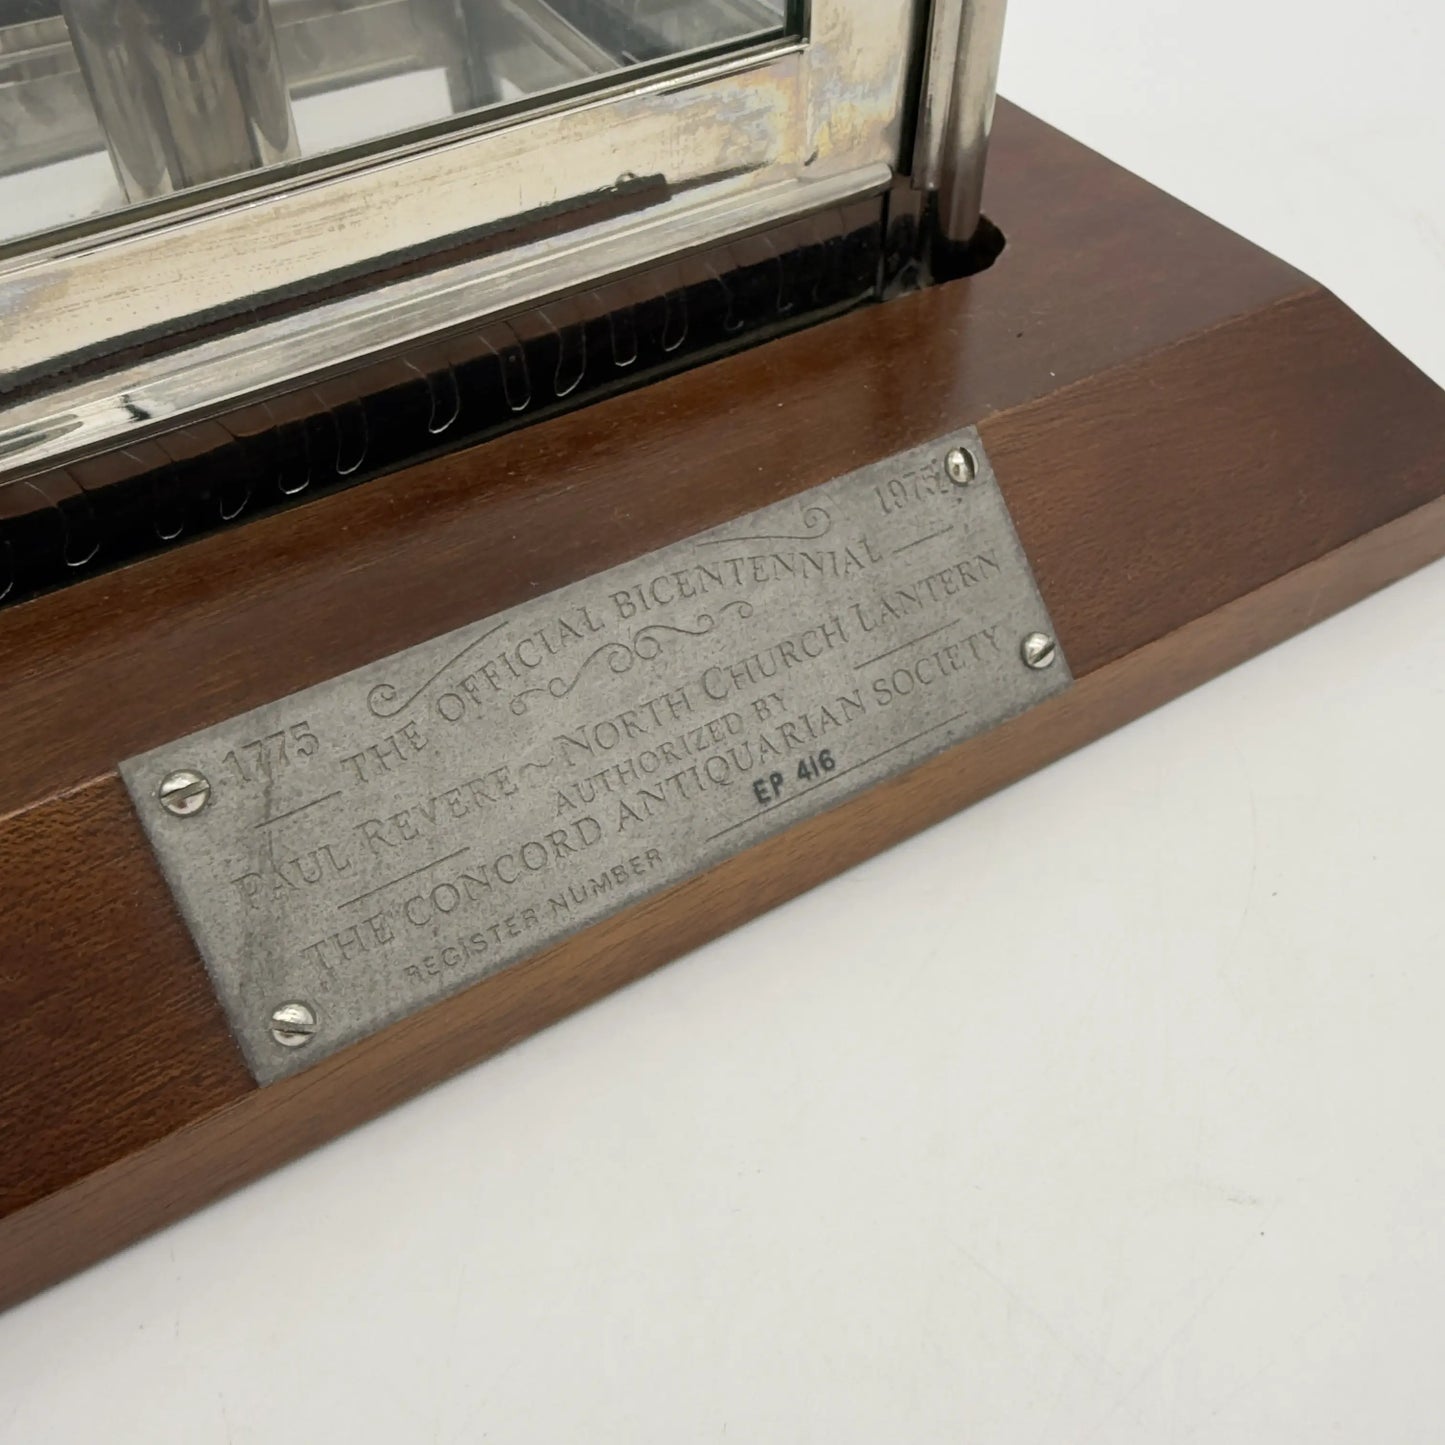 1775 1975
THE OFFICIAL BICENTENNIAL
PAUL REVERE ~ NORTH CHURCH LANTERN
AUTHORIZED BY
THE CONCORD ANTIQUARIAN SOCIETY
REGISTER NUMBER EP 416